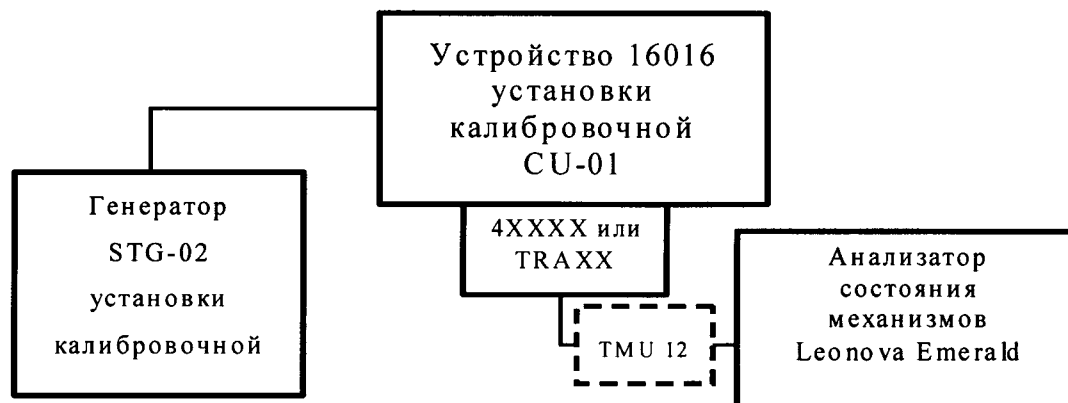 Устройство 16016
установки
калибровочной
CU-01
Генератор
STG-02
установки
калибровочной
4XXXX или
TRAXX
TMU 12
Анализатор
состояния
механизмов
Leonova Emerald